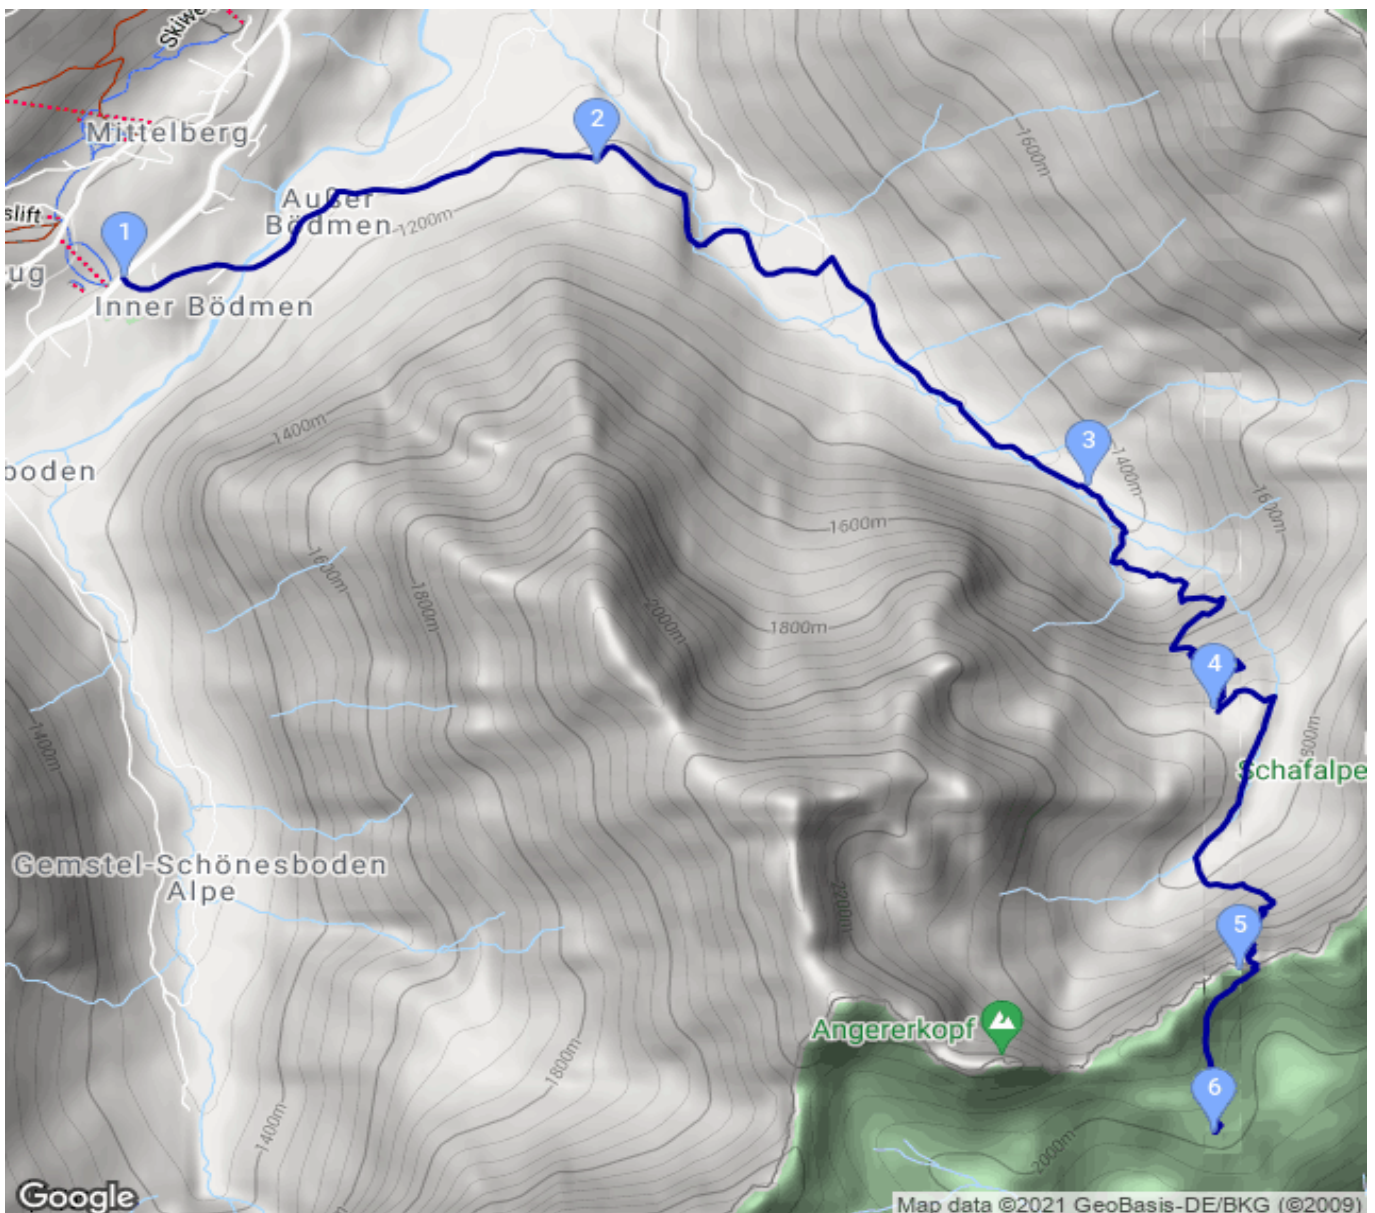 Skiwe
Mittelberg
2
1600m
slift
1
Außer
Bödmen
1200m
ug
Inner Bödmen
1400m
3
1400m
boden
1600m
1600m
1600m
1800m
2000m
1800m
4
1400m
800m
Schafalpe
Gemstel-Schönesboden
Alpe
2200m
5
Angererkopf
1800m
6
1400m
2000m
Google
Map data ©2021 GeoBasis-DE/BKG (©2009)